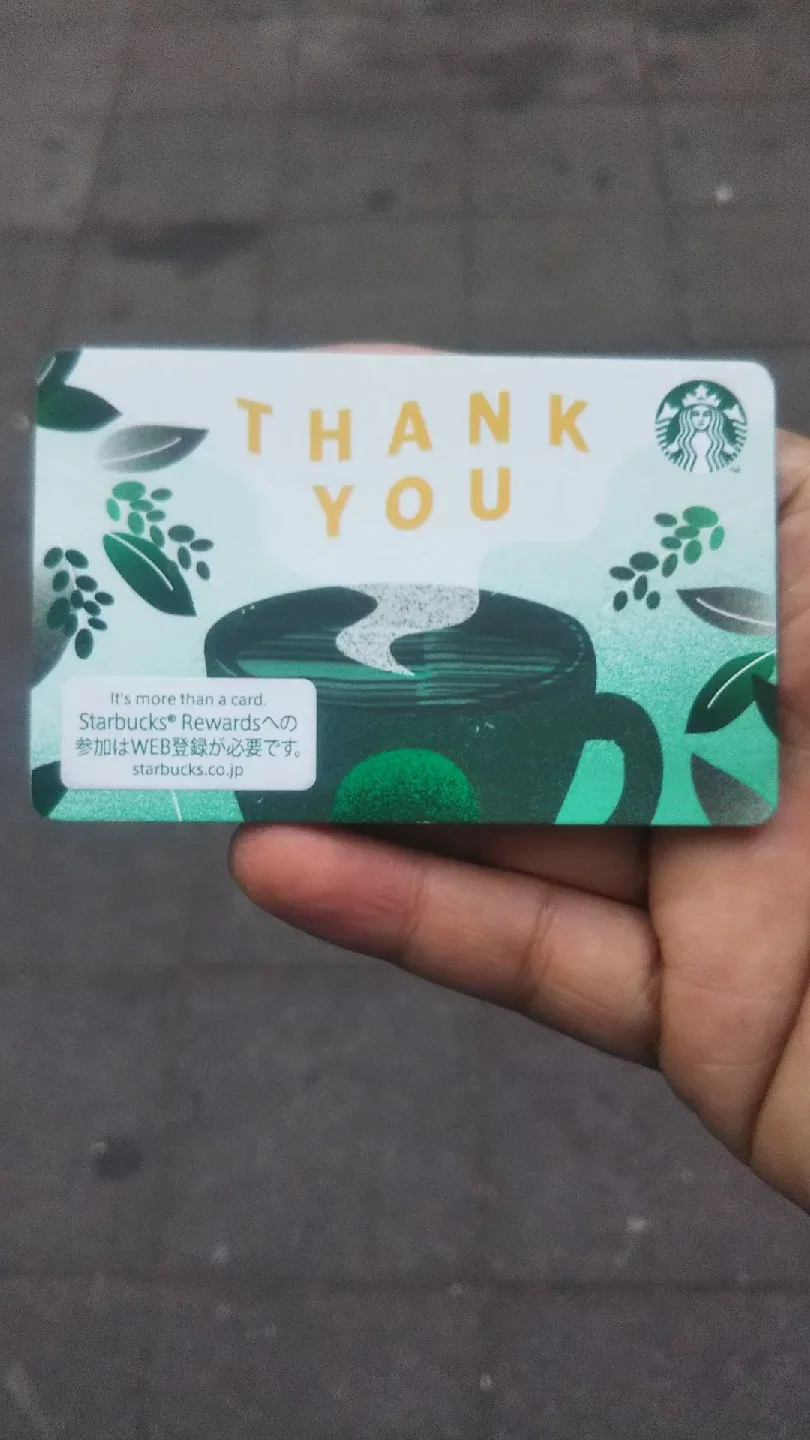 THANK
YOU
It's more than a card.
Starbucks® Rewardsへの
参加はWEB登録が必要です。
starbucks.co.jp